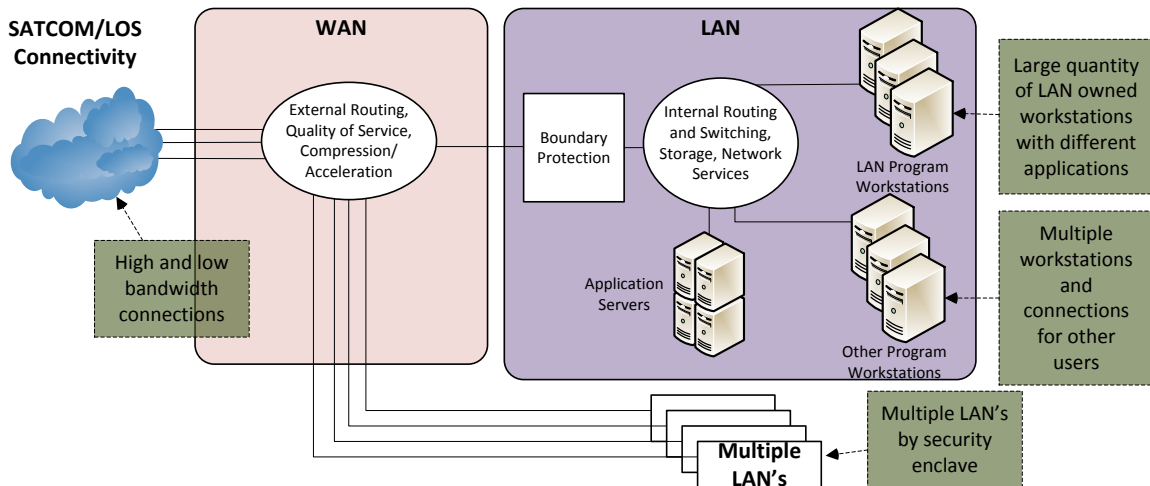 SATCOM/LOS
Connectivity
WAN
LAN
External Routing,
Quality of Service,
Compression/
Acceleration
Boundary
Protection
Internal Routing
and Switching,
Storage, Network
Services
LAN Program
Workstations
Large quantity
of LAN owned
workstations
with different
applications
High and low
bandwidth
connections
Application
Servers
Other Program
Workstations
Multiple
workstations
and
connections
for other
users
Multiple
LAN's
Multiple LAN's
by security
enclave